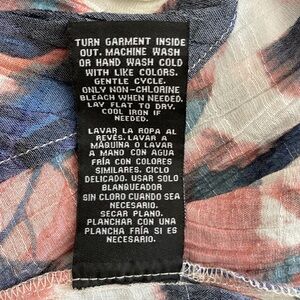 TURN GARMENT INSIDE
OUT. MACHINE WASH
OR HAND WASH COLD
WITH LIKE COLORS.
GENTLE CYCLE.
ONLY NON-CHLORINE
BLEACH WHEN NEEDED.
LAY FLAT TO DRY.
COOL IRON IF
NEEDED.
LAVAR LA ROPA AL
REVÉS. LAVAR A
MÁQUINA O LAVAR
A MANO CON AGUA
FRÍA CON COLORES
SIMILARES. CICLO
DELICADO. USAR SOLO
BLANQUEADOR
SIN CLORO CUANDO SEA
NECESARIO.
SECAR PLANO.
PLANCHAR CON UNA
PLANCHA FRÍA SI ES
NECESARIO.